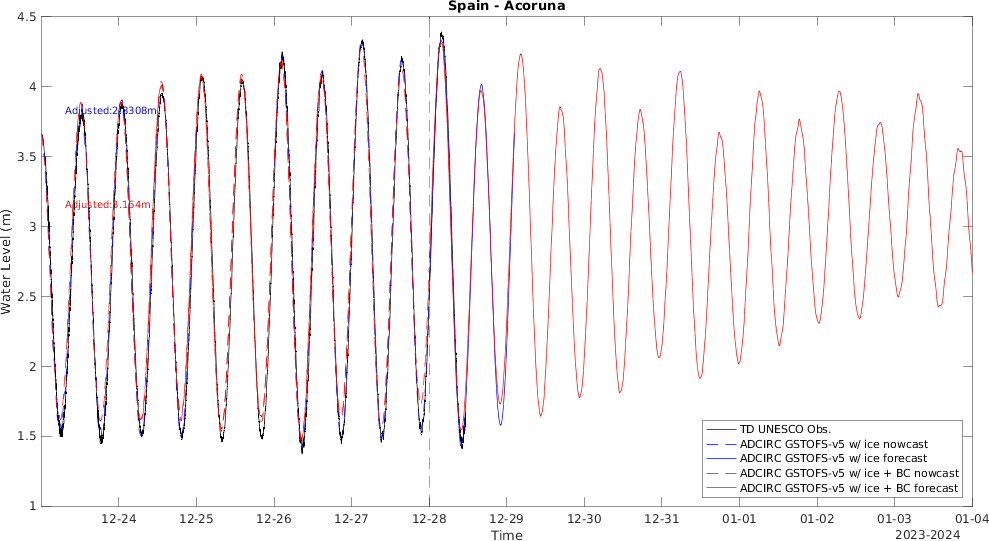 Spain - Acoruna
4.5
4
3.5
3
2.5
2
1.5
1
Water Level (m)
Adjusted:2.8308m
Adjusted:3.154m
TD UNESCO Obs.
ADCIRC GSTOFS-v5 w/ ice nowcast
ADCIRC GSTOFS-v5 w/ ice forecast
ADCIRC GSTOFS-v5 w/ ice + BC nowcast
ADCIRC GSTOFS-v5 w/ ice + BC forecast
12-24 12-25 12-26 12-27 12-28 12-29 12-30 12-31 01-01 01-02 01-03 01-04
Time
2023-2024